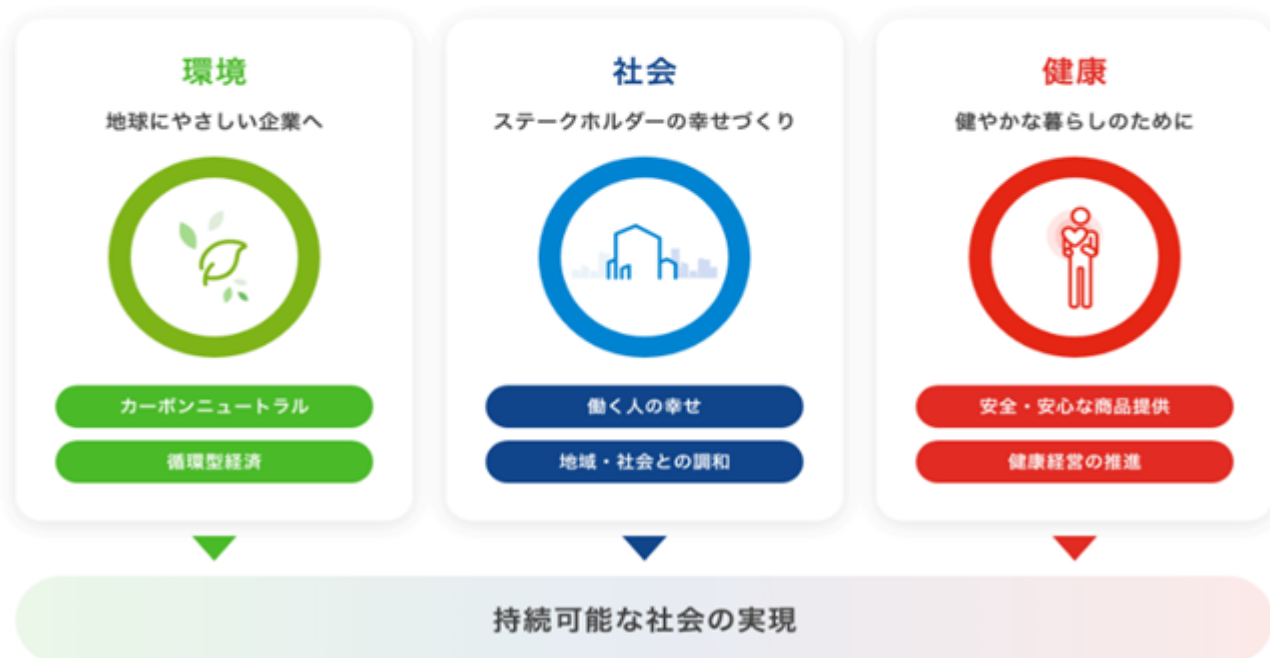 環境
地球にやさしい企業へ
カーボンニュートラル
循環型経済
社会
ステークホルダーの幸せづくり
働く人の幸せ
地域・社会との調和
健康
健やかな暮らしのために
安全・安心な商品提供
健康経営の推進
持続可能な社会の実現